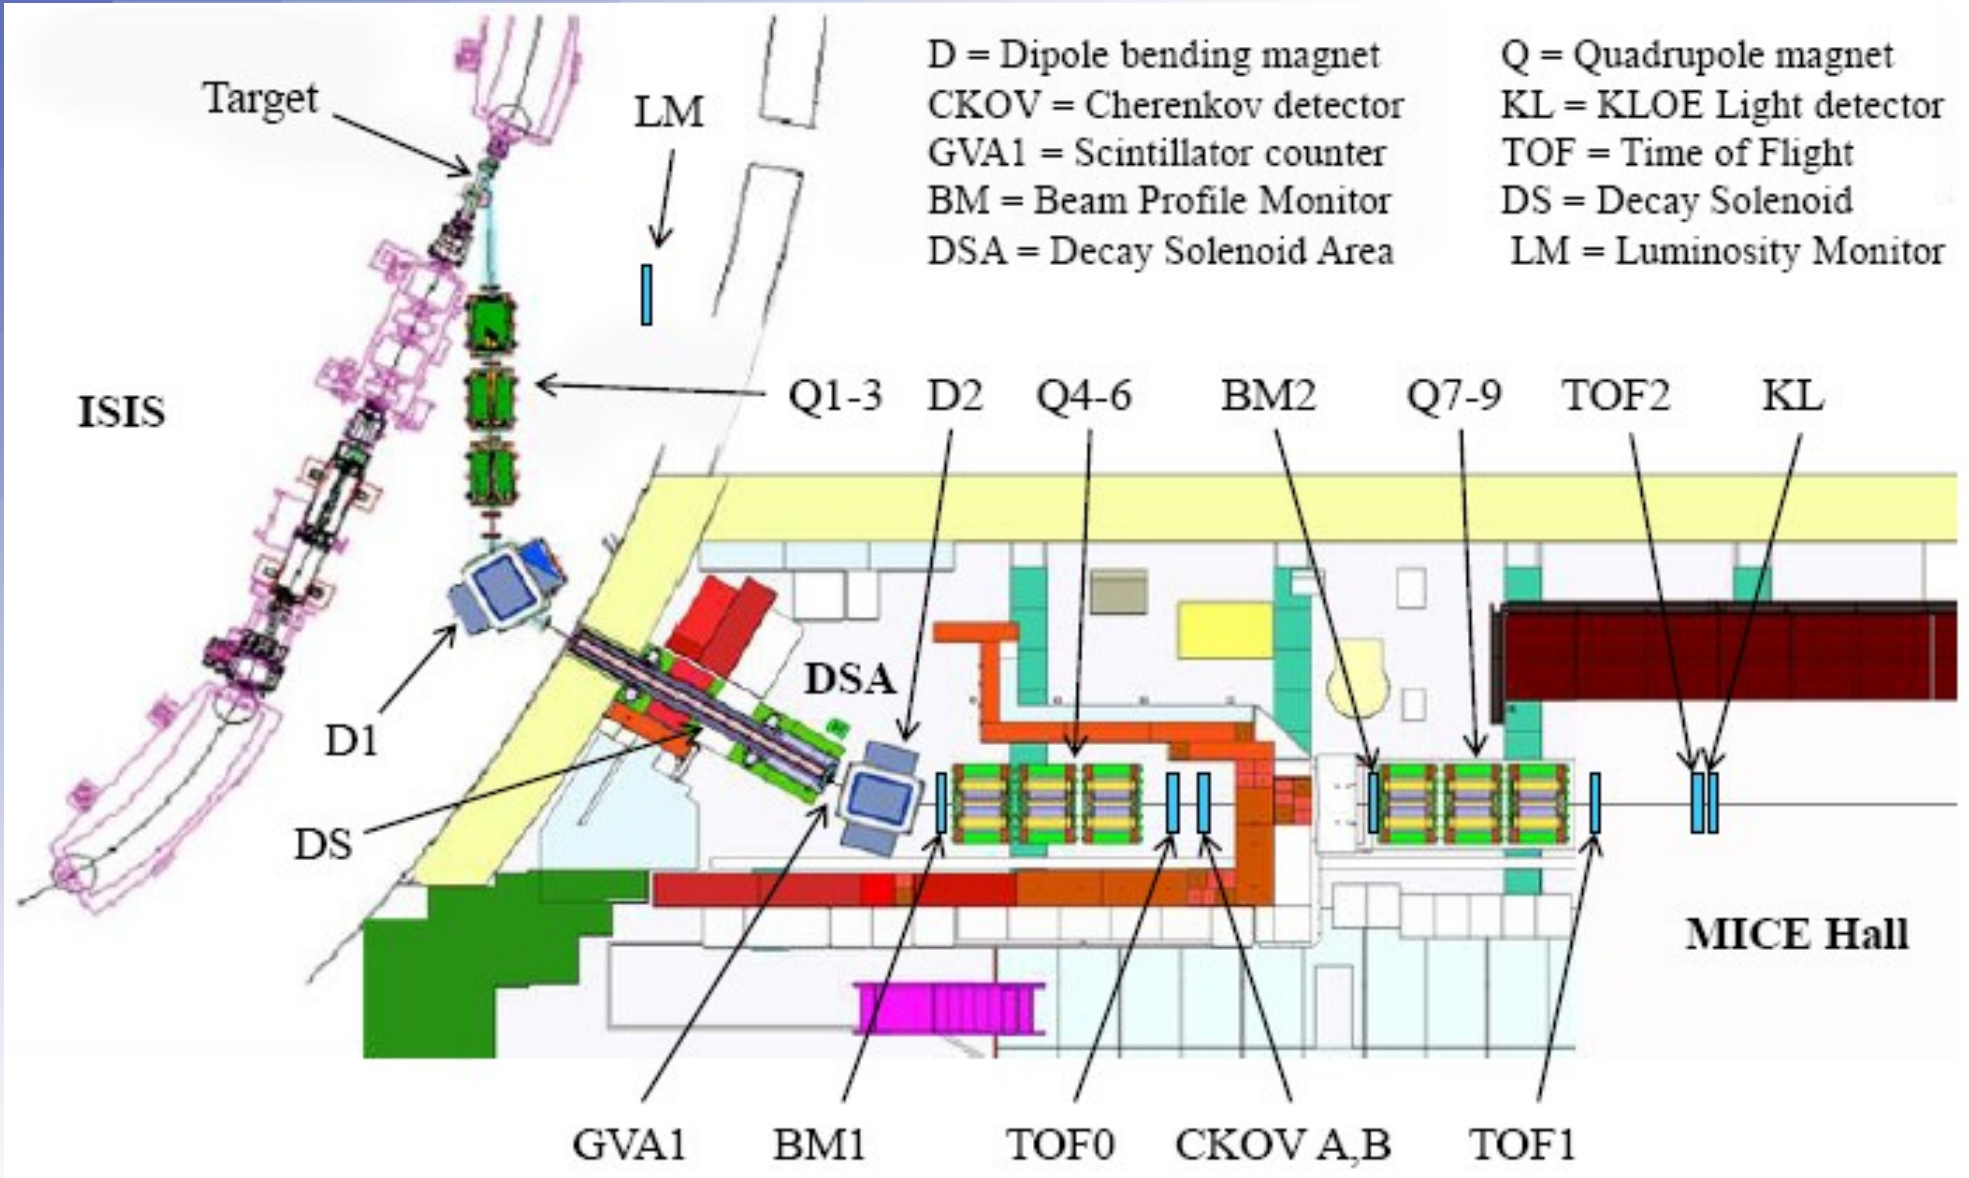 D = Dipole bending magnet
CKOV = Cherenkov detector
GVA1 = Scintillator counter
BM = Beam Profile Monitor
DSA = Decay Solenoid Area
Q = Quadrupole magnet
KL = KLOE Light detector
TOF = Time of Flight
DS = Decay Solenoid
LM = Luminosity Monitor
Target
LM
ISIS
Q1-3
D2
Q4-6
BM2
Q7-9
TOF2
KL
DSA
D1
DS
MICE Hall
GVA1
BM1
TOF0
CKOV A,B
TOF1